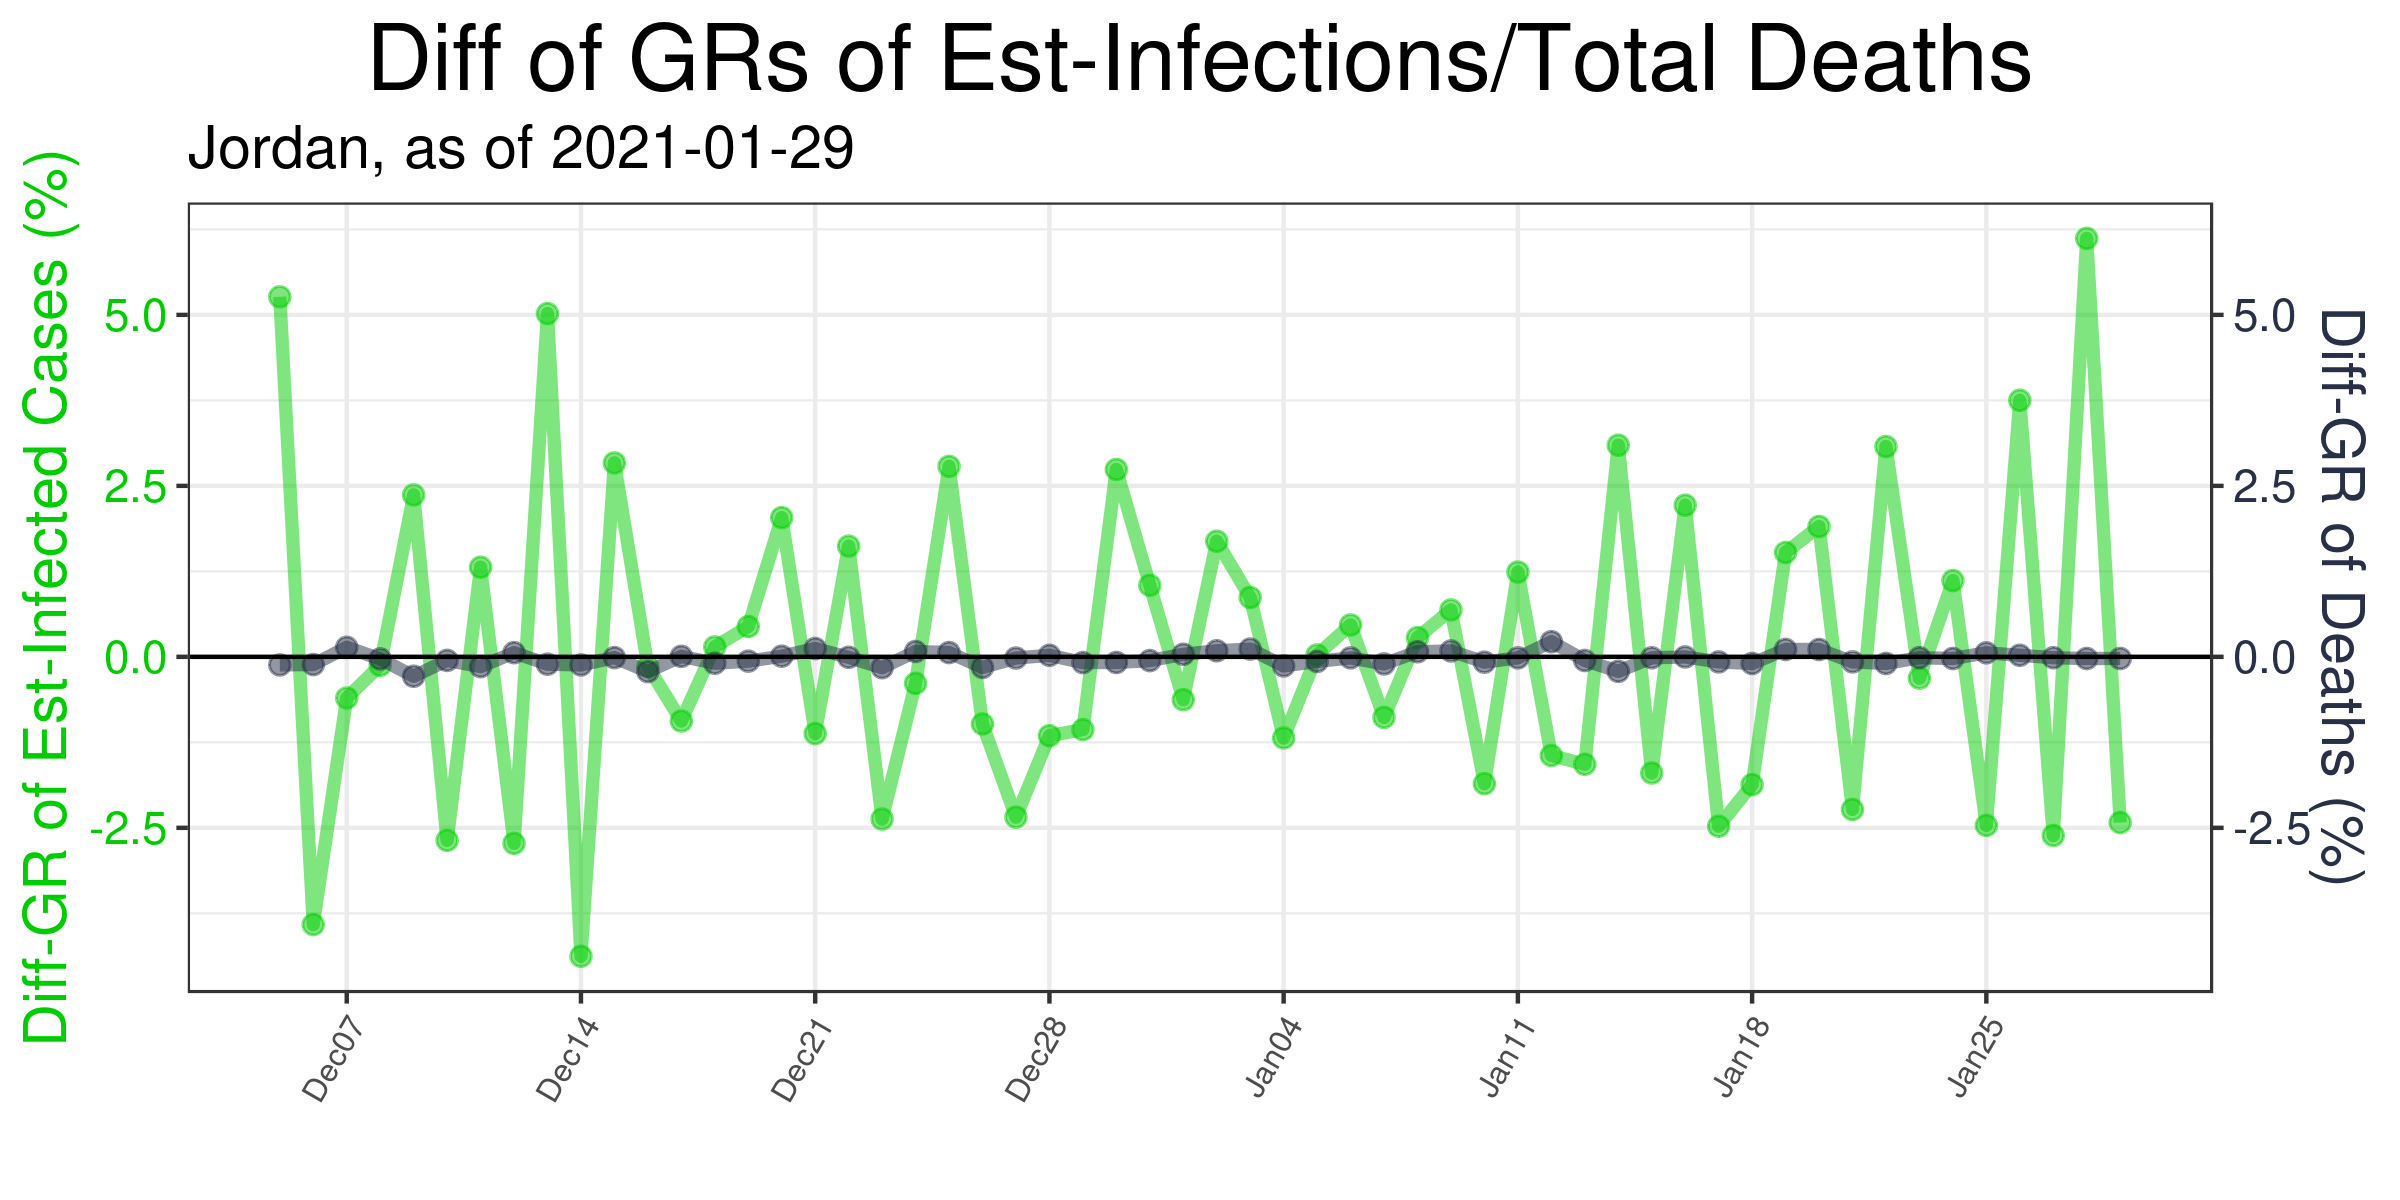 Diff of GRs of Est-Infections/Total Deaths
Jordan, as of 2021-01-29
Diff-GR of Est-Infected Cases (%)
5.0
2.5
0.0
-2.5
5.0
2.5
0.0
-2.5
Diff-GR of Deaths (%)
Dec07
Dec14
Dec21
Dec28
Jan04
Jan11
Jan18
Jan25